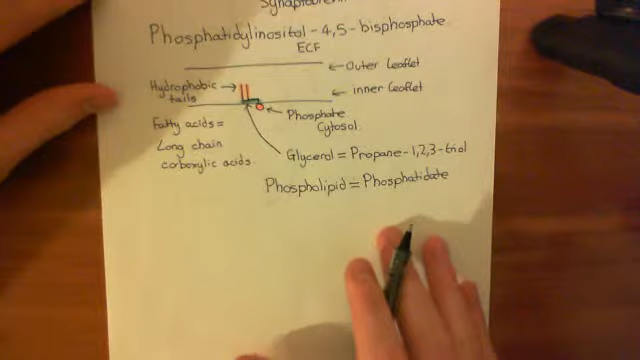 Phosphatidylinositol-4,5-bisphosphate
ECF
Outer Leaflet
Hydrophobic tails
inner Leaflet
Phosphate
Cytosol
Fatty acids =
Long chain
carboxylic acids
Glycerol = Propane-1,2,3-triol
Phospholipid = Phosphatidate